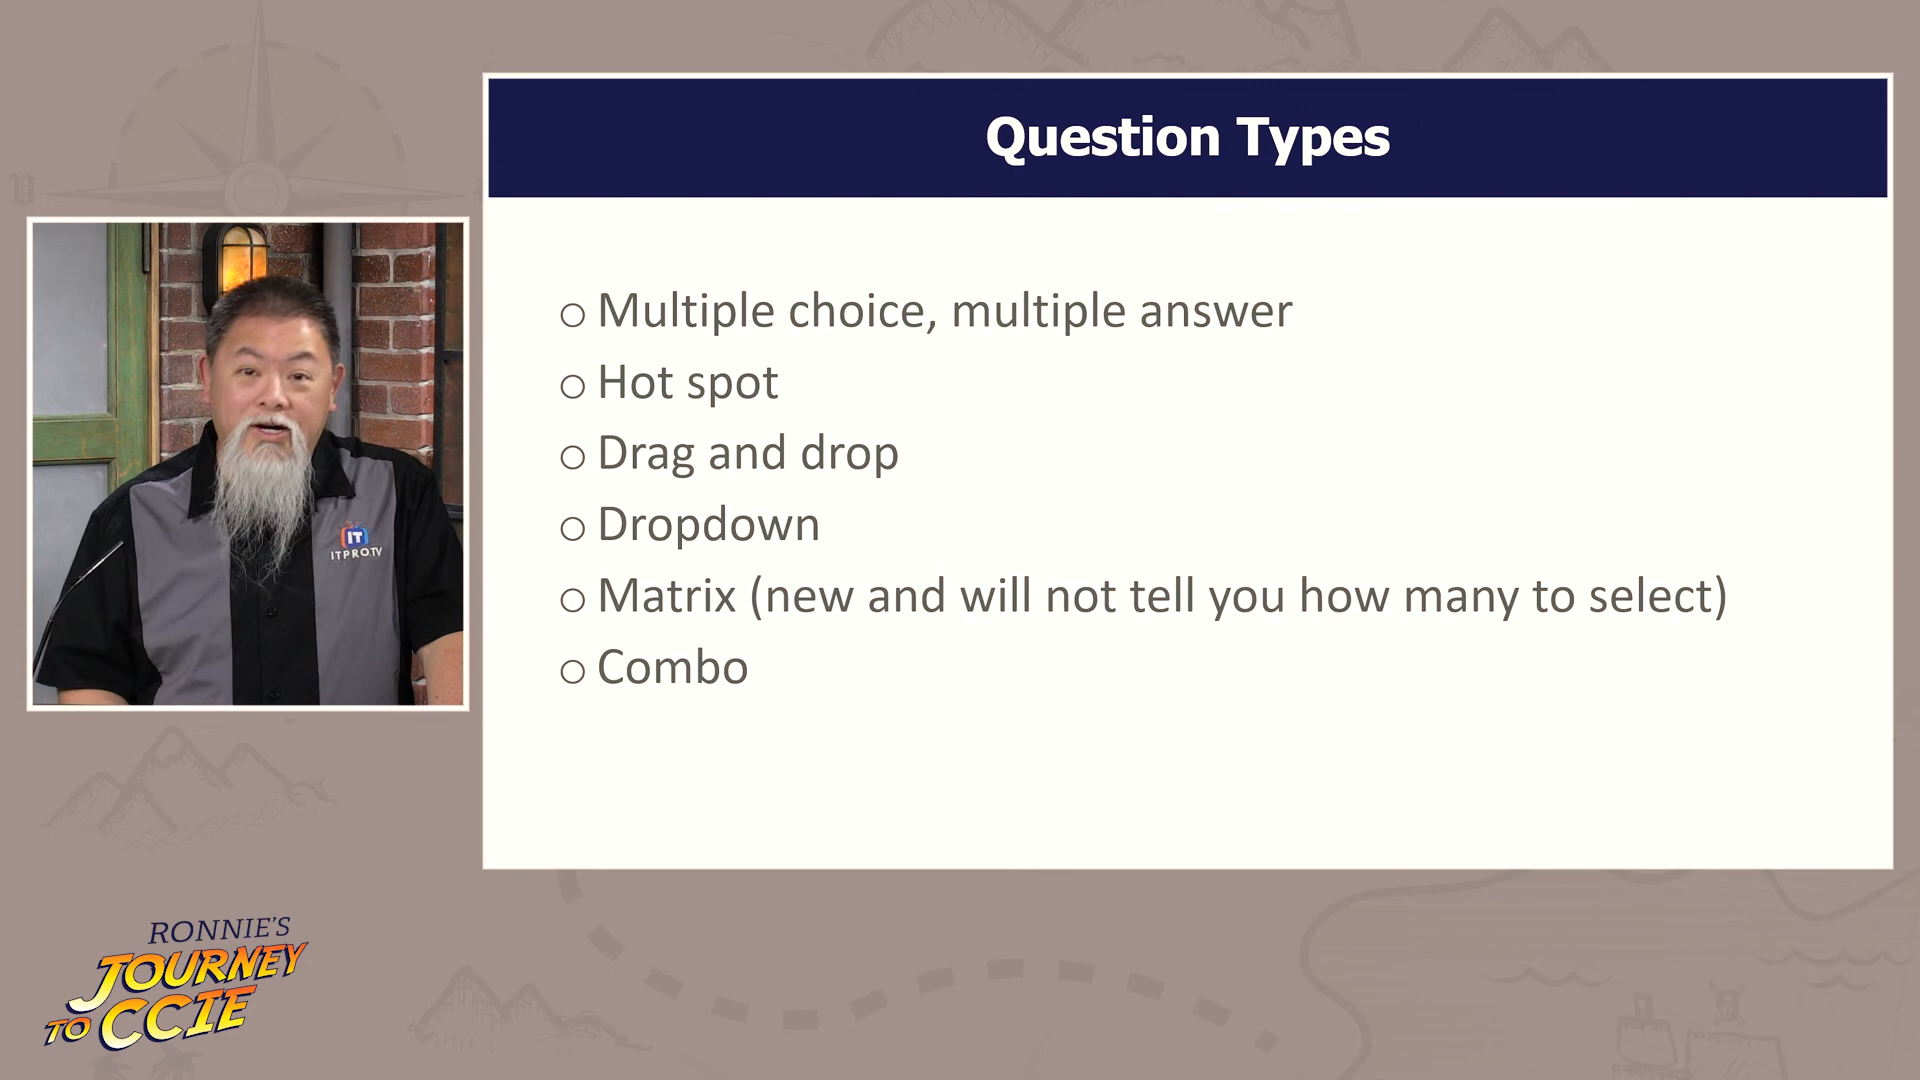 Question Types
○ Multiple choice, multiple answer
○ Hot spot
○ Drag and drop
○ Dropdown
○ Matrix (new and will not tell you how many to select)
○ Combo
IT
ITPRO.TV
RONNIE'S
JOURNEY
TO CCIE